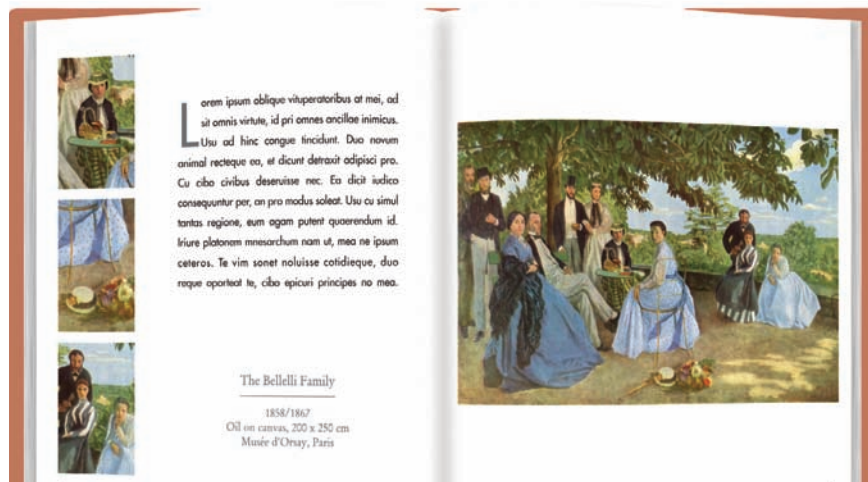 Lorem ipsum oblique vituperatoribus at mei, ad
sit omnis virtute, id pri omnes ancillae inimicus.
Usu ad hinc congue tincidunt. Duo novum
animal recteque ea, et dicunt detraxit adipisci pro.
Cu cibo civibus deseruisse nec. Ea dicit iudico
consequuntur per, an pro modus soleat. Usu cu simul
tantas regione, eum agam putent quaerendum id.
Iriure platonem mnesarchum nam ut, mea ne ipsum
ceteros. Te vim sonet noluisse cotidieque, duo
reque oporteat te, cibo epicuri principes no mea.
The Bellelli Family
1858/1867
Oil on canvas, 200 x 250 cm
Musée d'Orsay, Paris